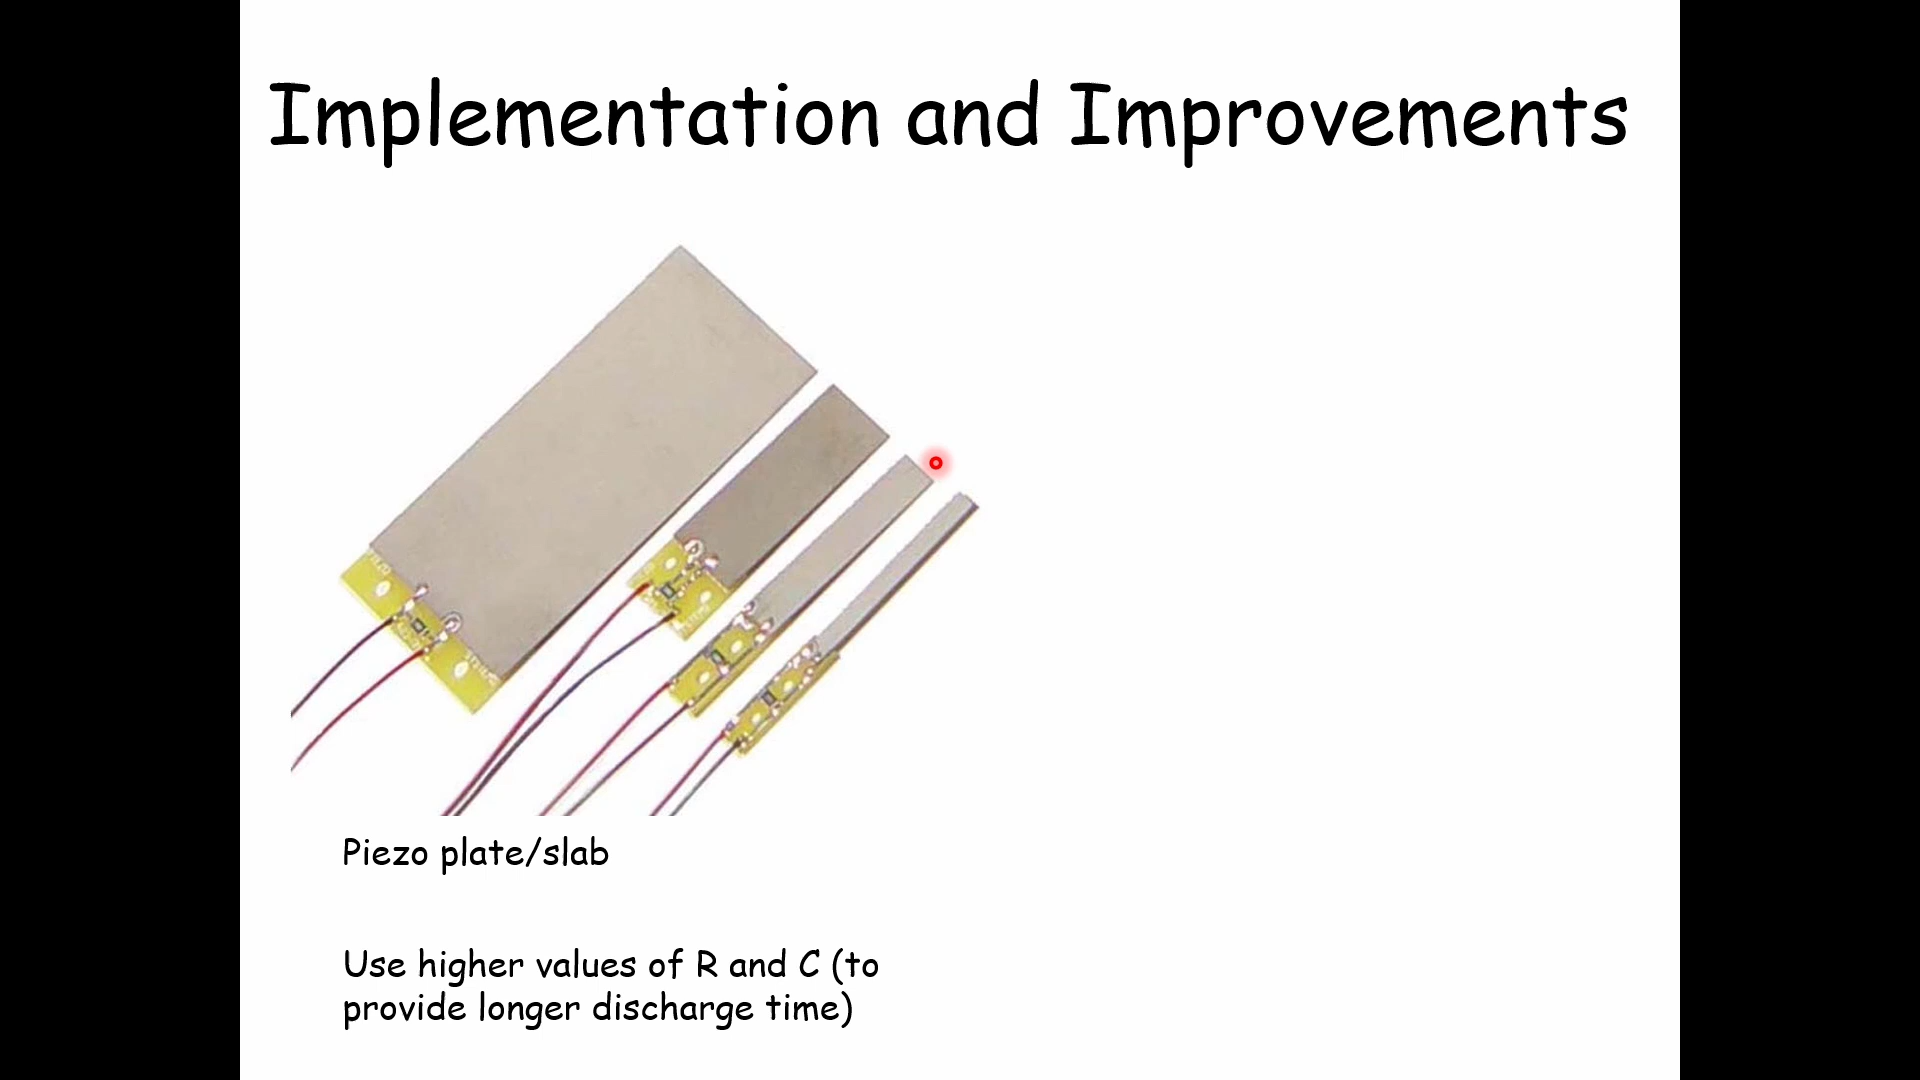 Implementation and Improvements
Piezo plate/slab
Use higher values of R and C (to
provide longer discharge time)